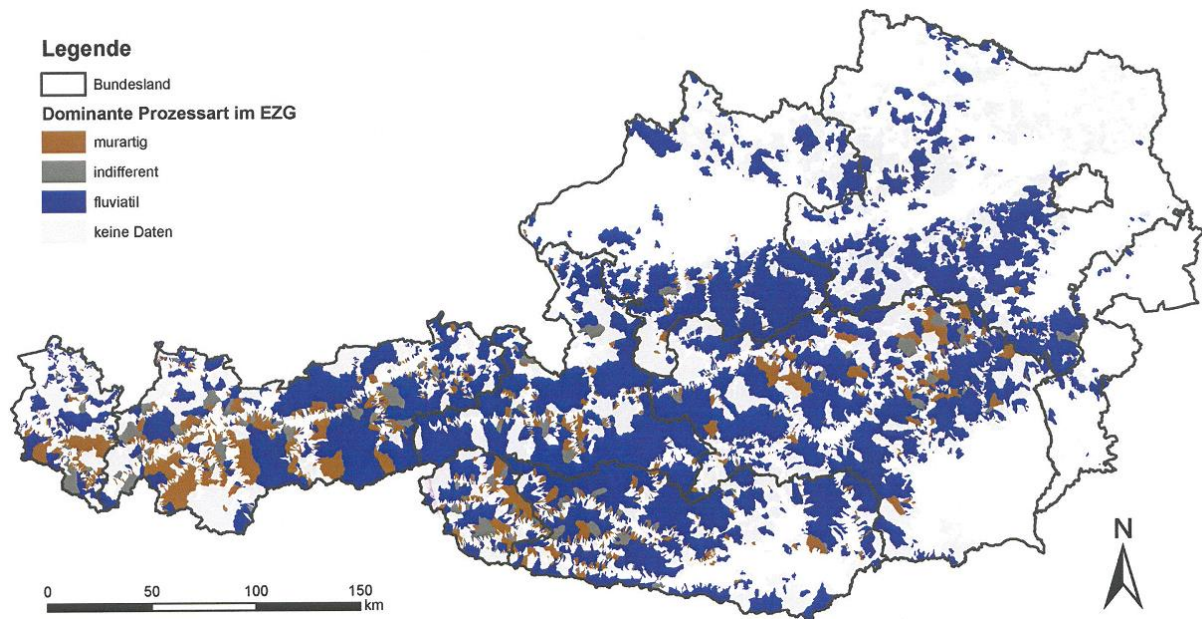 Legende
Bundesland
Dominante Prozessart im EZG
murartig
indifferent
fluviatil
keine Daten
N
0 50 100 150
km